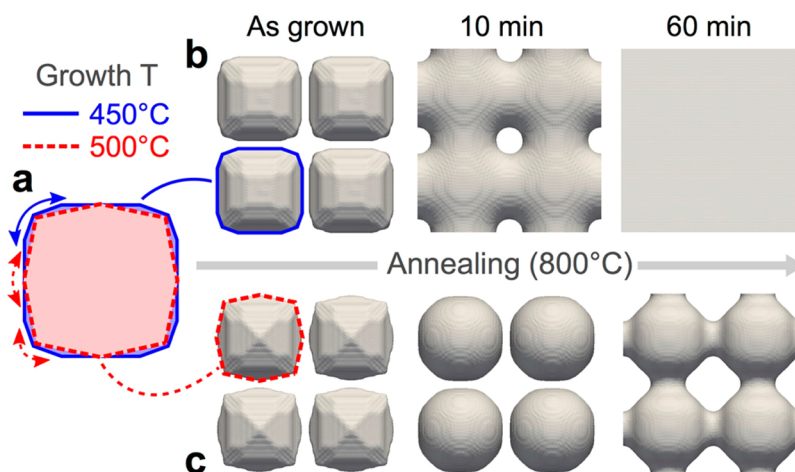 As grown 10 min 60 min
b
Growth T
450°C
500°C
a
Annealing (800°C)
c